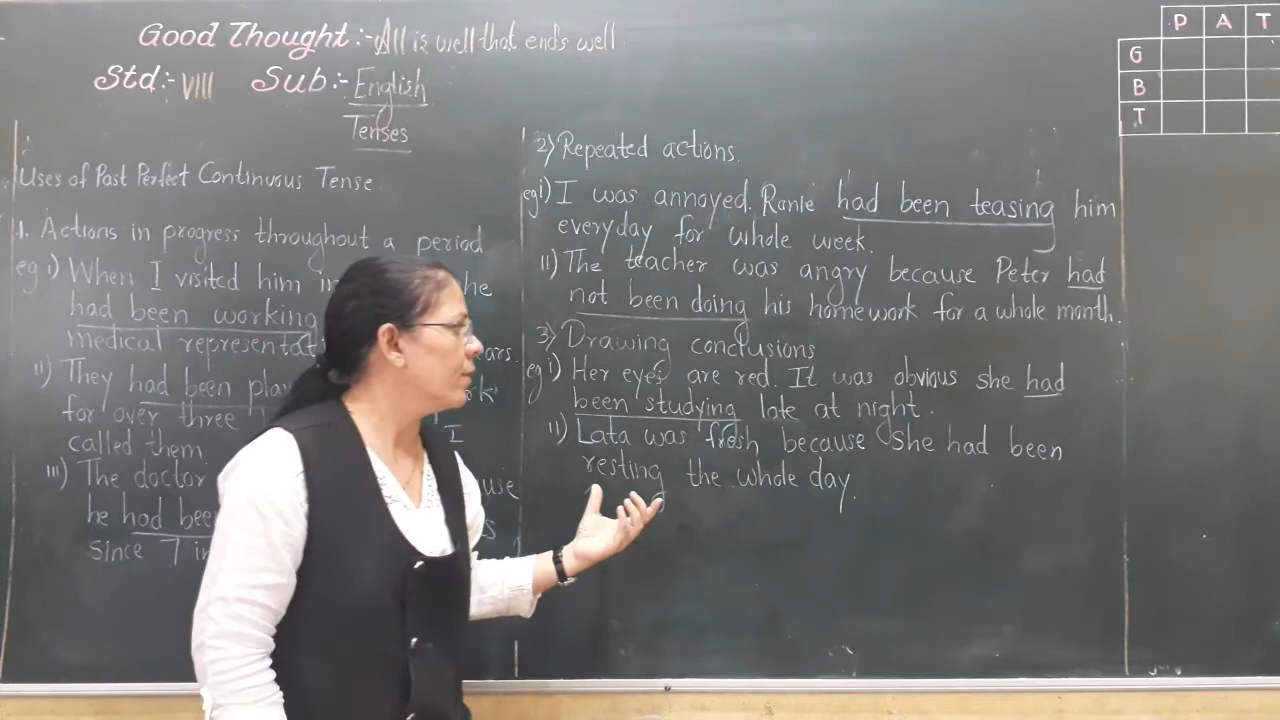 Good Thought :- All is well that ends well
Std:- VIII Sub:- English
Tenses
P A T
G
B
T
Uses of Past Perfect Continuous Tense.
1. Actions in progress throughout a period
eg i) When I visited him in he
had been working
medical
ii) They had been
for over three I
called them
iii) The doctor
he had been
since 7 in
2) Repeated actions.
eg i) I was annoyed. Ronie had been teasing him
everyday for whole week.
ii) The teacher was angry because Peter had
not been doing his homework for a whole month.
3) Drawing conclusions
eg i) Her eyes are red. It was obvious she had
been studying late at night.
ii) Lata was fresh because she had been
resting the whole day.